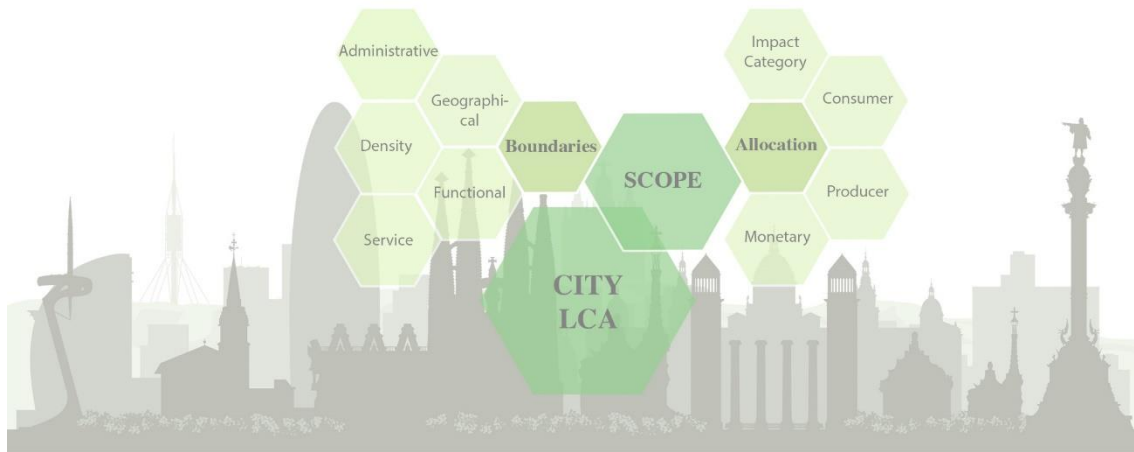 Administrative
Geographi-
cal
Density
Functional
Service
Boundaries
SCOPE
CITY
LCA
Allocation
Impact
Category
Consumer
Producer
Monetary